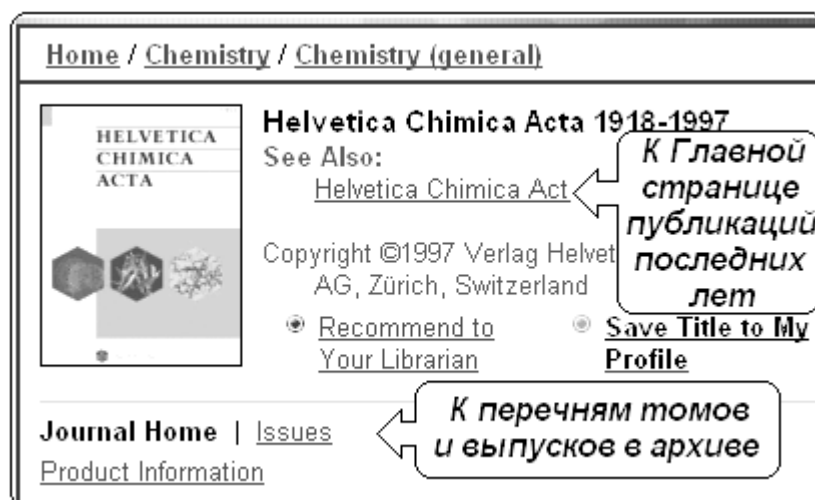 Home / Chemistry / Chemistry (general)
HELVETICA
CHIMICA
ACTA
Helvetica Chimica Acta 1918-1997
See Also:
Helvetica Chimica Act
К Главной
странице
публикаций
последних
лет
Copyright ©1997 Verlag Helvet
AG, Zürich, Switzerland
Recommend to
Your Librarian
Save Title to My
Profile
К перечням томов
и выпусков в архиве
Journal Home | Issues
Product Information